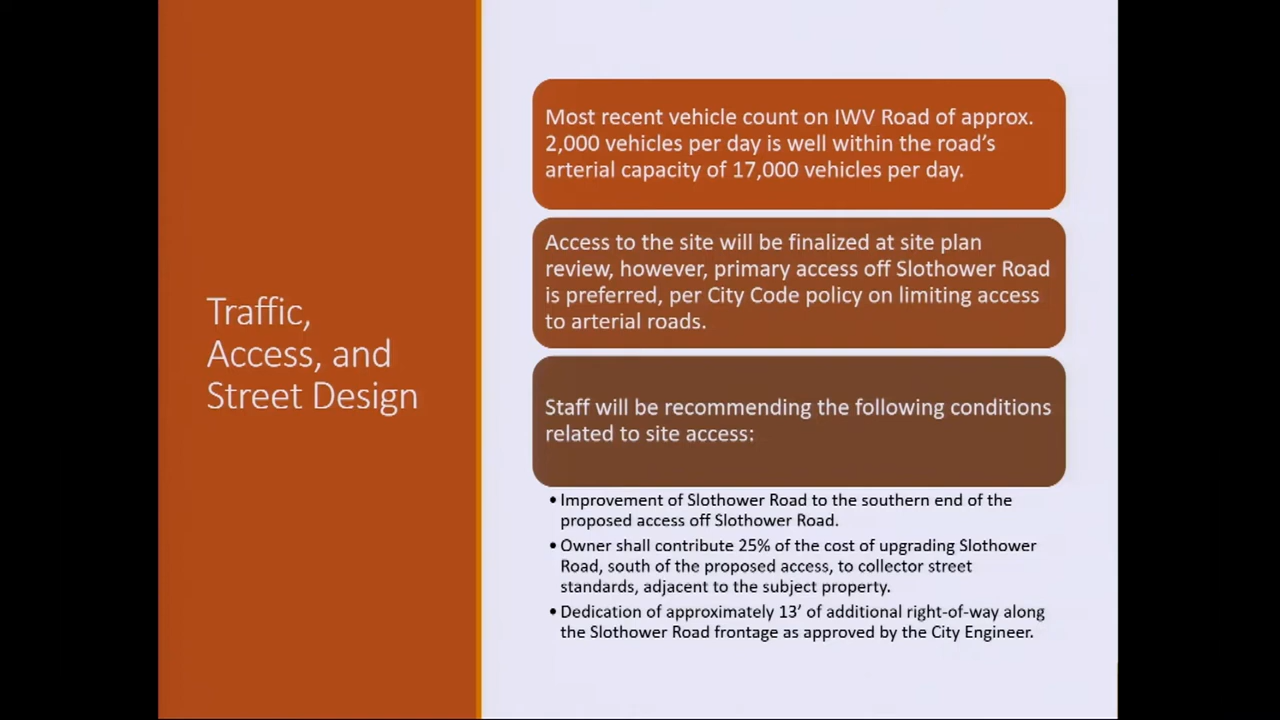 Traffic,
Access, and
Street Design
Most recent vehicle count on IWV Road of approx.
2,000 vehicles per day is well within the road’s
arterial capacity of 17,000 vehicles per day.
Access to the site will be finalized at site plan
review, however, primary access off Slothower Road
is preferred, per City Code policy on limiting access
to arterial roads.
Staff will be recommending the following conditions
related to site access:
• Improvement of Slothower Road to the southern end of the
proposed access off Slothower Road.
• Owner shall contribute 25% of the cost of upgrading Slothower
Road, south of the proposed access, to collector street
standards, adjacent to the subject property.
• Dedication of approximately 13’ of additional right-of-way along
the Slothower Road frontage as approved by the City Engineer.